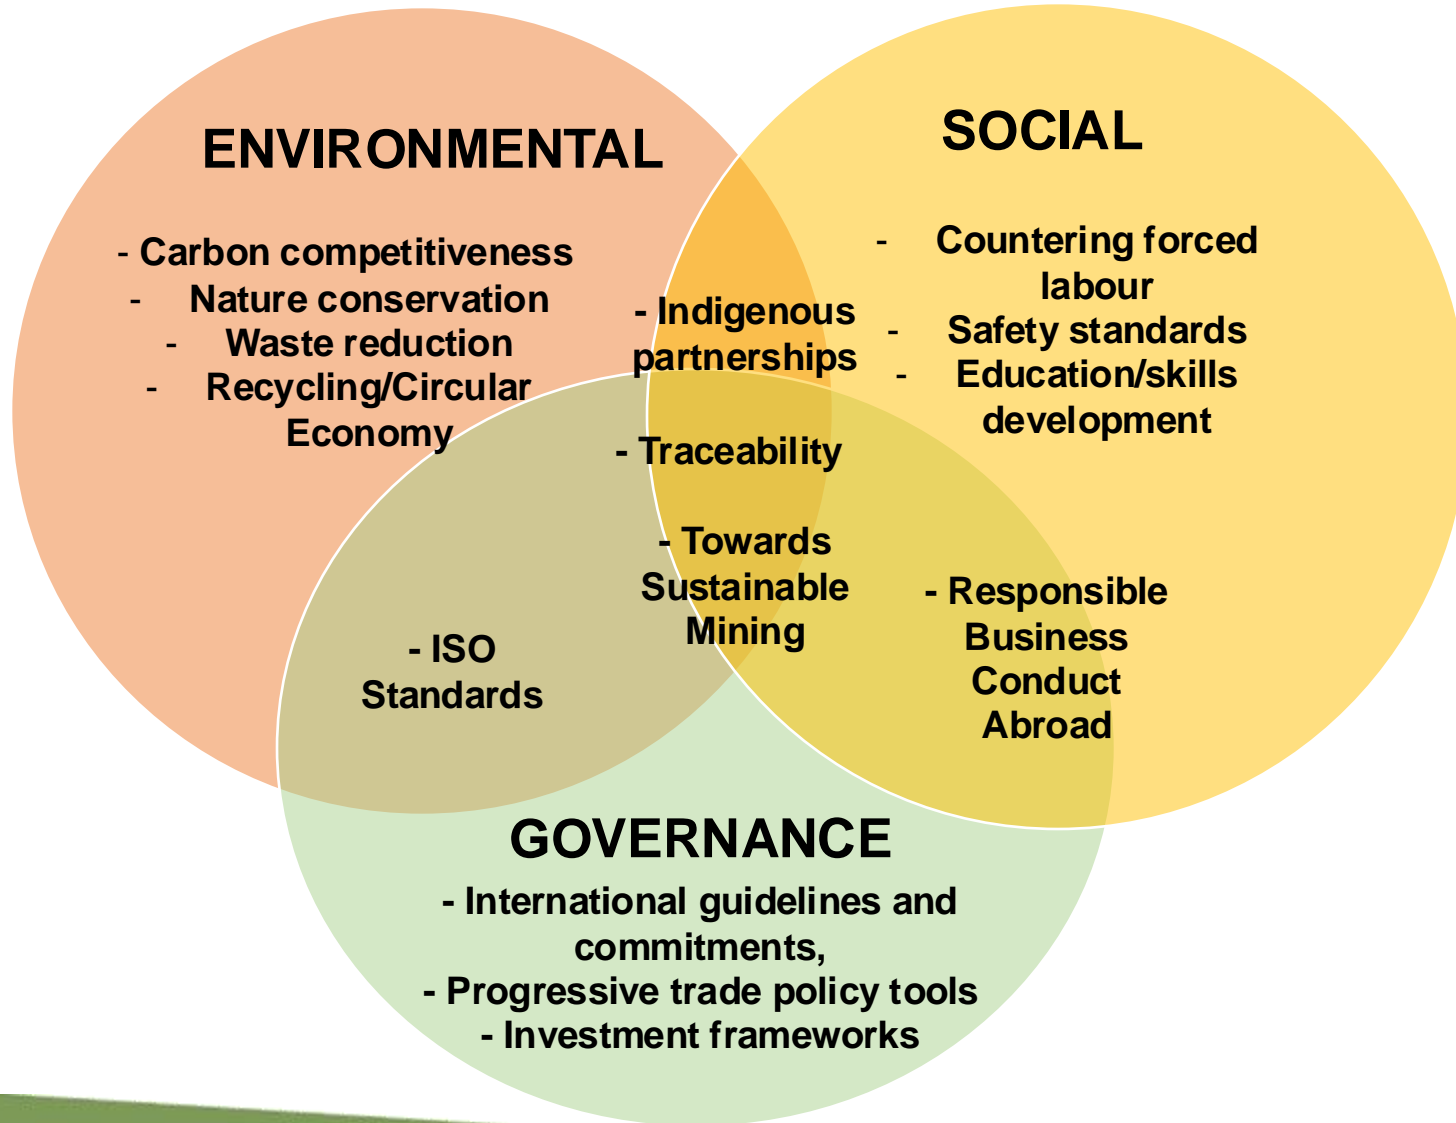 ENVIRONMENTAL
- Carbon competitiveness
- Nature conservation
- Waste reduction
- Recycling/Circular
Economy
SOCIAL
- Countering forced
labour
- Safety standards
- Education/skills
development
- Indigenous
partnerships
- Traceability
- Towards
Sustainable
Mining
- ISO
Standards
- Responsible
Business
Conduct
Abroad
GOVERNANCE
- International guidelines and
commitments,
- Progressive trade policy tools
- Investment frameworks